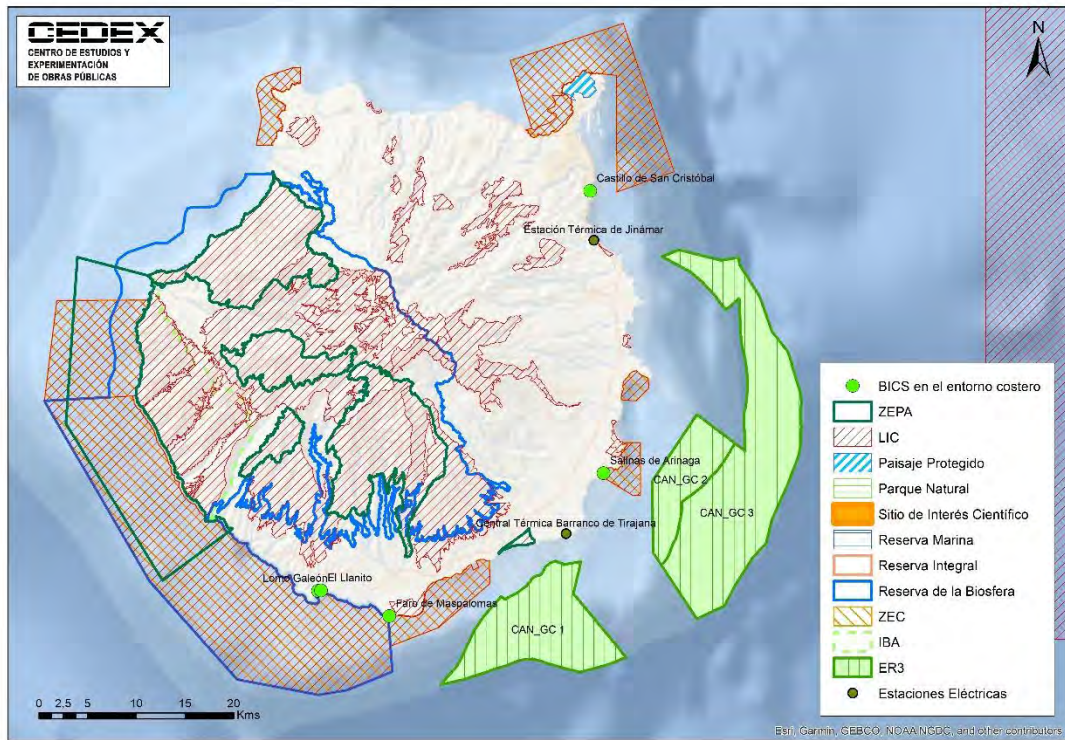 CEDEX
CENTRO DE ESTUDIOS Y
EXPERIMENTACIÓN
DE OBRAS PÚBLICAS
N
Castillo de San Cristóbal
Estación Térmica de Jinámar
Salinas de Arinaga
CAN_GC 2
CAN_GC 3
Central Térmica Barranco de Tirajana
Lomo Galeón
El Llanito
Faro de Maspalomas
CAN_GC 1
BICS en el entorno costero
ZEPA
LIC
Paisaje Protegido
Parque Natural
Sitio de Interés Científico
Reserva Marina
Reserva Integral
Reserva de la Biosfera
ZEC
IBA
ER3
Estaciones Eléctricas
0 2.5 5 10 15 20
Kms
Esri, Garmin, GEBCO, NOAA NGDC, and other contributors